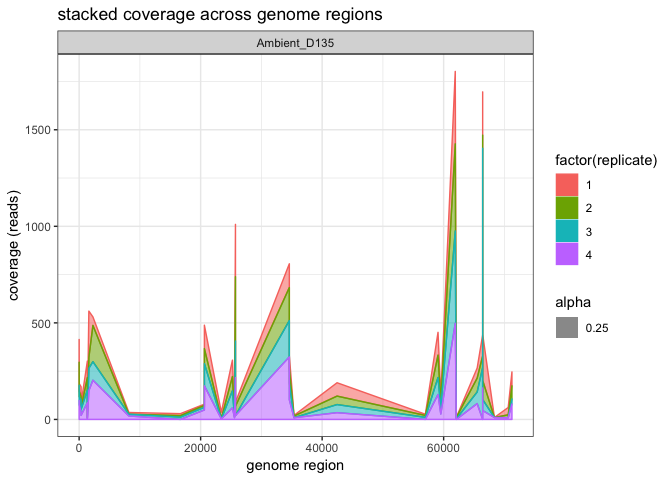 stacked coverage across genome regions
Ambient_D135
coverage (reads)
1500
1000
500
0
0 20000 40000 60000
genome region
factor(replicate)
1
2
3
4
alpha
0.25